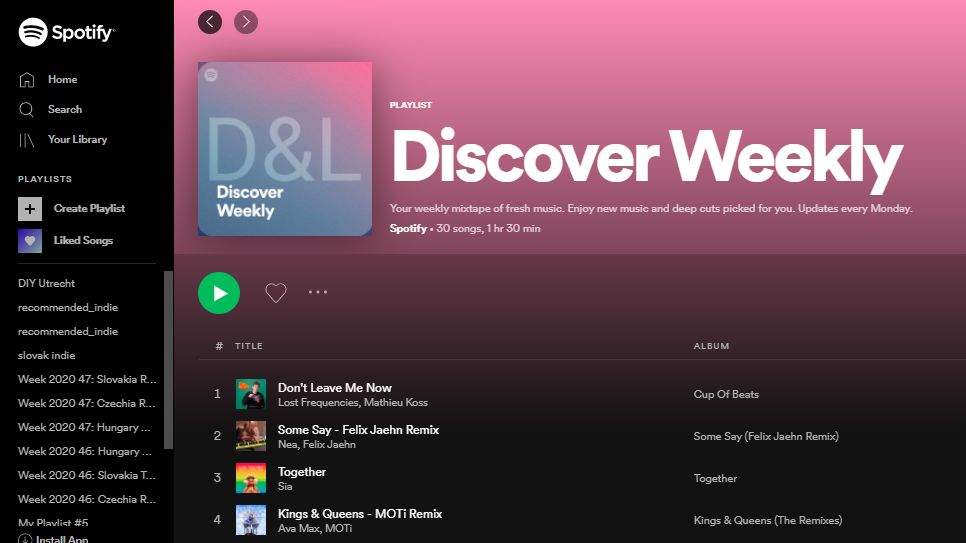 Spotify
Home
Search
Your Library
PLAYLISTS
Create Playlist
Liked Songs
DIY Utrecht
recommended_indie
recommended_indie
slovak indie
Week 2020 47: Slovakia R...
Week 2020 47: Czechia R...
Week 2020 47: Hungary ...
Week 2020 46: Hungary ...
Week 2020 46: Slovakia T...
Week 2020 46: Czechia R...
My Playlist #5
Install App
D&L
Discover
Weekly
PLAYLIST
Discover Weekly
Your weekly mixtape of fresh music. Enjoy new music and deep cuts picked for you. Updates every Monday.
Spotify • 30 songs, 1 hr 30 min
# TITLE ALBUM
1 Don't Leave Me Now Cup Of Beats
Lost Frequencies, Mathieu Koss
2 Some Say - Felix Jaehn Remix Some Say (Felix Jaehn Remix)
Nea, Felix Jaehn
3 Together Together
Sia
4 Kings & Queens - MOTi Remix Kings & Queens (The Remixes)
Ava Max, MOTi